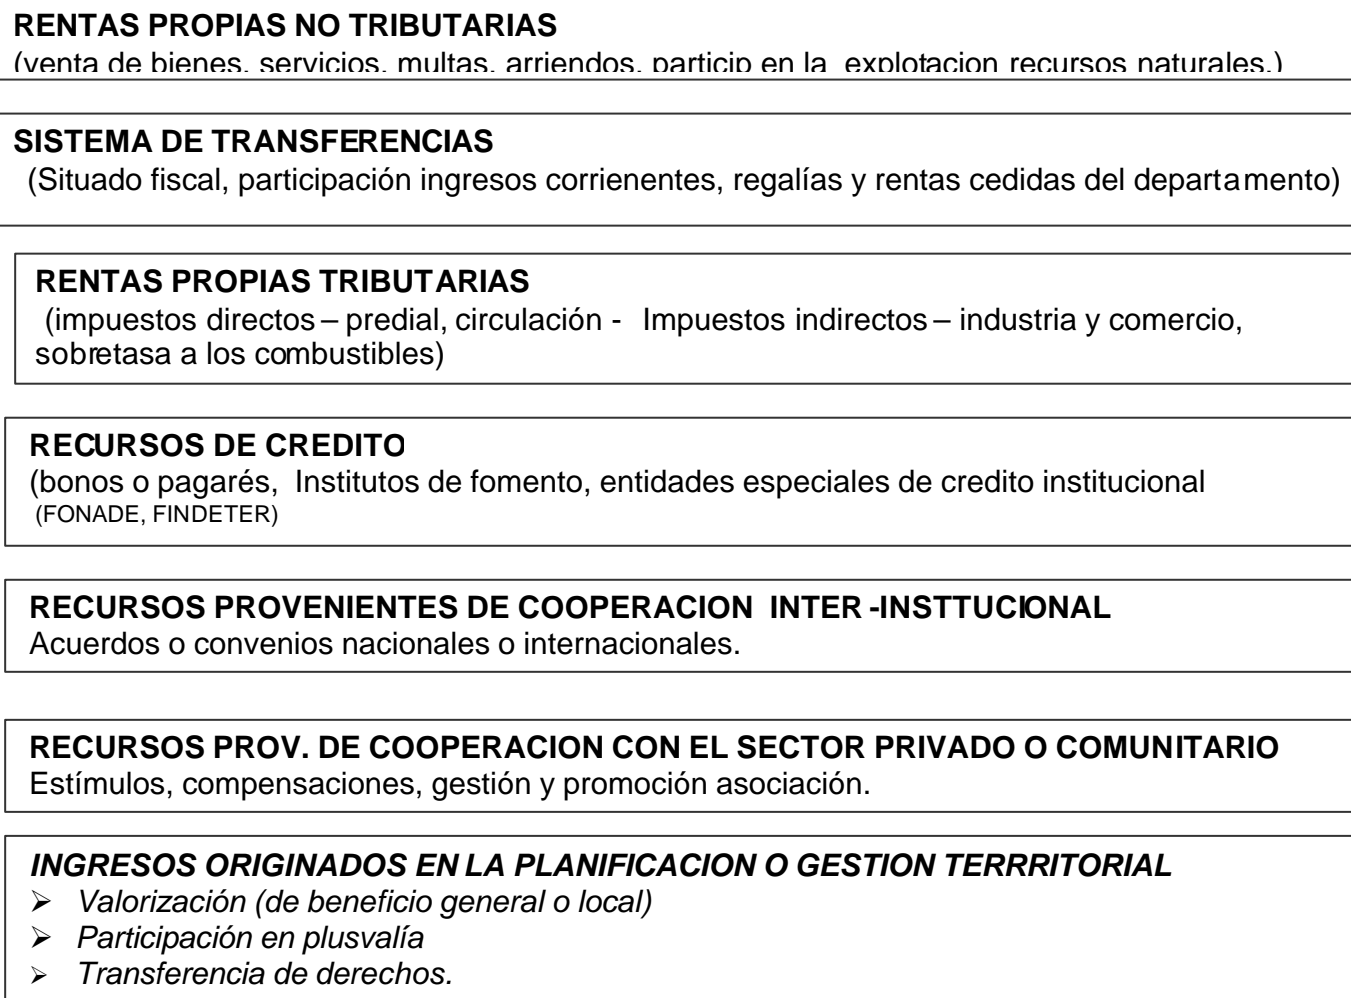 RENTAS PROPIAS NO TRIBUTARIAS
(venta de bienes, servicios, multas, arriendos, particip en la explotacion recursos naturales.)
SISTEMA DE TRANSFERENCIAS
(Situado fiscal, participación ingresos corrienentes, regalías y rentas cedidas del departamento)
RENTAS PROPIAS TRIBUTARIAS
(impuestos directos – predial, circulación - Impuestos indirectos – industria y comercio,
sobretasa a los combustibles)
RECURSOS DE CREDITO
(bonos o pagarés, Institutos de fomento, entidades especiales de credito institucional
(FONADE, FINDETER)
RECURSOS PROVENIENTES DE COOPERACION INTER -INSTTUCIONAL
Acuerdos o convenios nacionales o internacionales.
RECURSOS PROV. DE COOPERACION CON EL SECTOR PRIVADO O COMUNITARIO
Estímulos, compensaciones, gestión y promoción asociación.
INGRESOS ORIGINADOS EN LA PLANIFICACION O GESTION TERRRITORIAL
➢ Valorización (de beneficio general o local)
➢ Participación en plusvalía
➢ Transferencia de derechos.